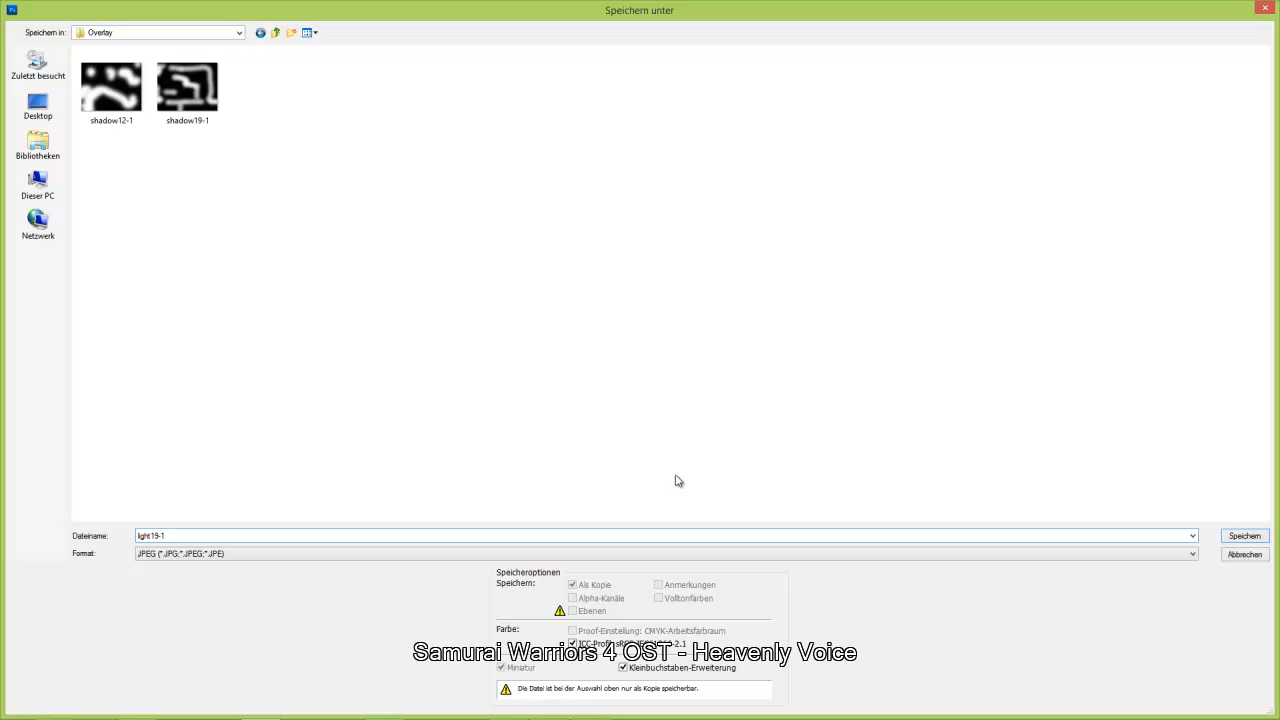 Speichern unter
Speichern in:
Overlay
Zuletzt besucht
Desktop
Bibliotheken
Dieser PC
Netzwerk
shadow12-1
shadow19-1
Dateiname:
light19-1
Speichern
Format:
JPEG (*.JPG;*.JPEG;*.JPE)
Abbrechen
Speicheroptionen
Speichern:
Als Kopie
Anmerkungen
Alpha-Kanäle
Volltonfarben
Ebenen
Farbe:
Proof-Einstellung: CMYK-Arbeitsfarbraum
ICC-Profil:
Samurai Warriors 4 OST - Heavenly Voice
Miniatur
Kleinbuchstaben-Erweiterung
Die Datei ist bei der Auswahl oben nur als Kopie speicherbar.